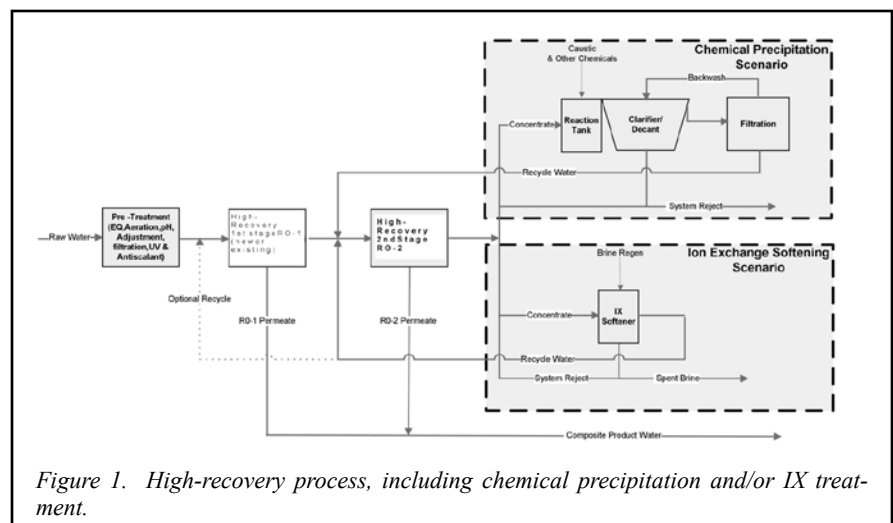 Chemical Precipitation
Scenario
Caustic
& Other Chemicals
Backwash
Concentrate
Reaction
Tank
Clarifier/
Decant
Filtration
Recycle Water
System Reject
Raw Water
Pre -Treatment
(EQ,Aeration,pH,
Adjustment,
filtration,UV &
Antiscalant)
High-
Recovery
1st stageRO-1
(newer
existing)
High-
Recovery
2ndStage
RO-2
Optional Recycle
R0-1 Permeate
R0-2 Permeate
Ion Exchange Softening
Scenario
Brine Regen
Concentrate
IX
Softener
Recycle Water
System Reject
Spent Brine
Composite Product Water
Figure 1. High-recovery process, including chemical precipitation and/or IX treat-
ment.